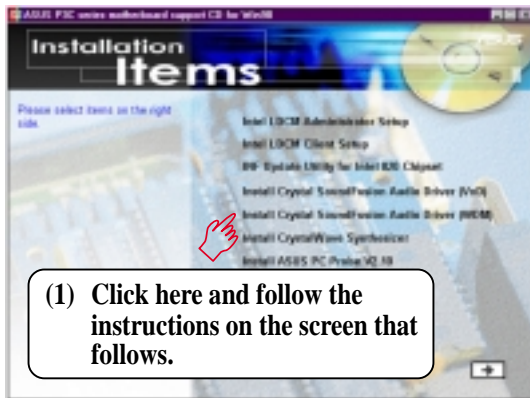 ASUS P3C series motherboard support CD for Win98
Installation
Items
ASUS
Please select items on the right
side.
Intel LDCM Administrator Setup
Intel LDCM Client Setup
INF Update Utility for Intel 820 Chipset
Install Crystal SoundFusion Audio Driver (VxD)
Install Crystal SoundFusion Audio Driver (WDM)
Install CrystalWave Synthesizer
Install ASUS PC Probe V2.10
(1) Click here and follow the
instructions on the screen that
follows.